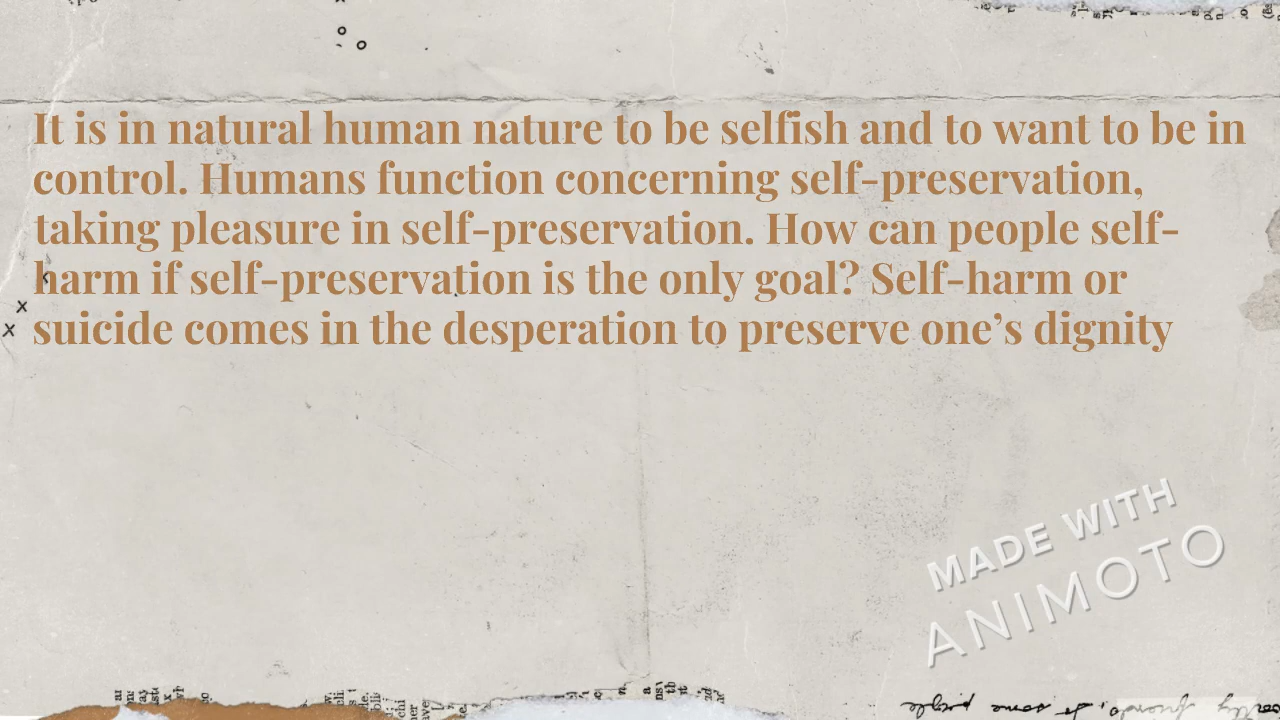 It is in natural human nature to be selfish and to want to be in
control. Humans function concerning self-preservation,
taking pleasure in self-preservation. How can people self-
harm if self-preservation is the only goal? Self-harm or
suicide comes in the desperation to preserve one’s dignity
MADE WITH
ANIMOTO